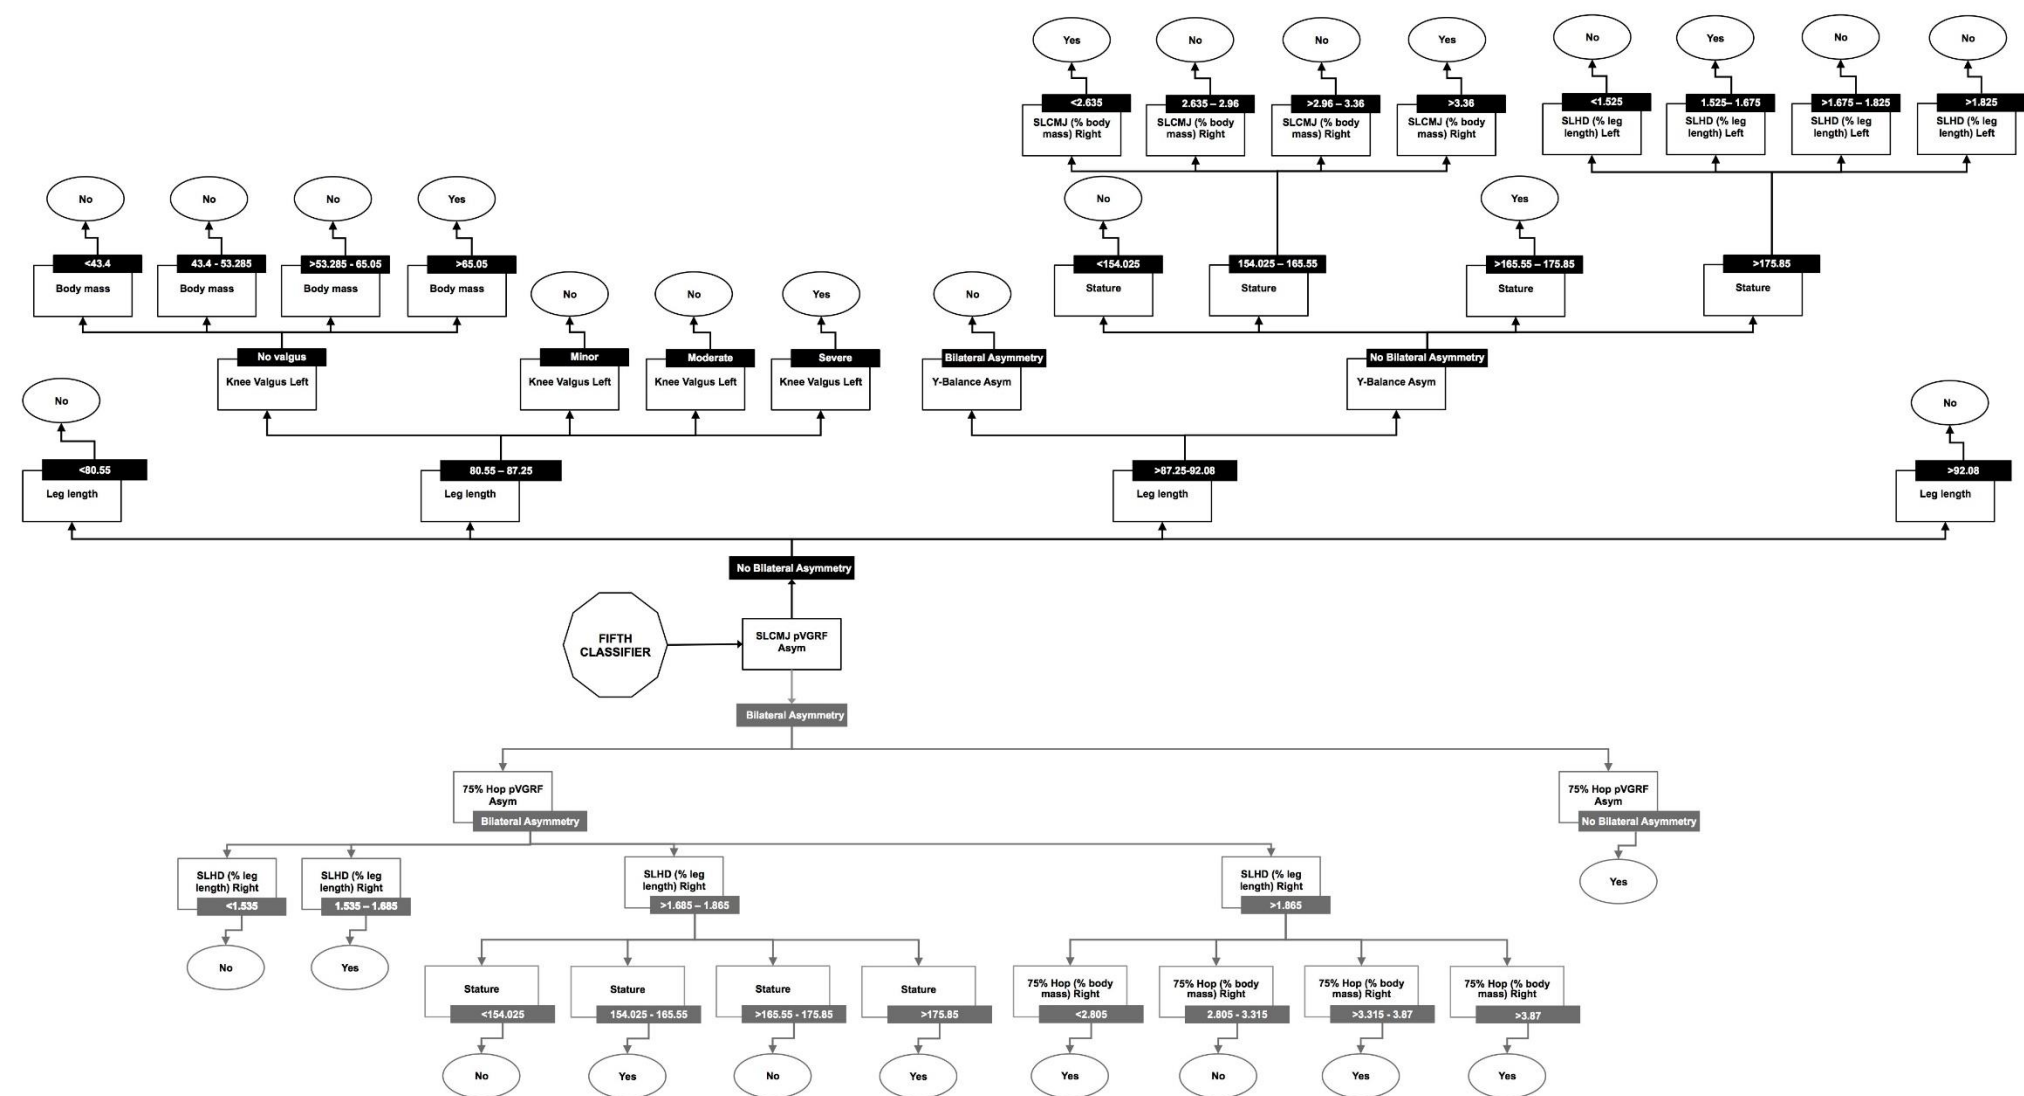 Yes
No
No
Yes
No
Yes
No
No
<2.635
2.635 – 2.96
>2.96 – 3.36
>3.36
<1.525
1.525– 1.675
>1.675 – 1.825
>1.825
SLCMJ (% body
mass) Right
SLCMJ (% body
mass) Right
SLCMJ (% body
mass) Right
SLCMJ (% body
mass) Right
SLHD (% leg
length) Left
SLHD (% leg
length) Left
SLHD (% leg
length) Left
SLHD (% leg
length) Left
No
No
No
Yes
No
Yes
<43.4
43.4 - 53.285
>53.285 - 65.05
>65.05
<154.025
154.025 – 165.55
>165.55 – 175.85
>175.85
Body mass
Body mass
Body mass
Body mass
Stature
Stature
Stature
Stature
No
No
Yes
No
No valgus
Minor
Moderate
Severe
Bilateral Asymmetry
No Bilateral Asymmetry
Knee Valgus Left
Knee Valgus Left
Knee Valgus Left
Knee Valgus Left
Y-Balance Asym
Y-Balance Asym
No
No
<80.55
80.55 – 87.25
>87.25-92.08
>92.08
Leg length
Leg length
Leg length
Leg length
No Bilateral Asymmetry
FIFTH
CLASSIFIER
SLCMJ pVGRF
Asym
Bilateral Asymmetry
75% Hop pVGRF
Asym
Bilateral Asymmetry
75% Hop pVGRF
Asym
No Bilateral Asymmetry
SLHD (% leg
length) Right
<1.535
SLHD (% leg
length) Right
1.535 – 1.685
SLHD (% leg
length) Right
>1.685 – 1.865
SLHD (% leg
length) Right
>1.865
Yes
No
Yes
Stature
<154.025
Stature
154.025 - 165.55
Stature
>165.55 - 175.85
Stature
>175.85
75% Hop (% body
mass) Right
<2.805
75% Hop (% body
mass) Right
2.805 - 3.315
75% Hop (% body
mass) Right
>3.315 - 3.87
75% Hop (% body
mass) Right
>3.87
No
Yes
No
Yes
Yes
No
Yes
Yes